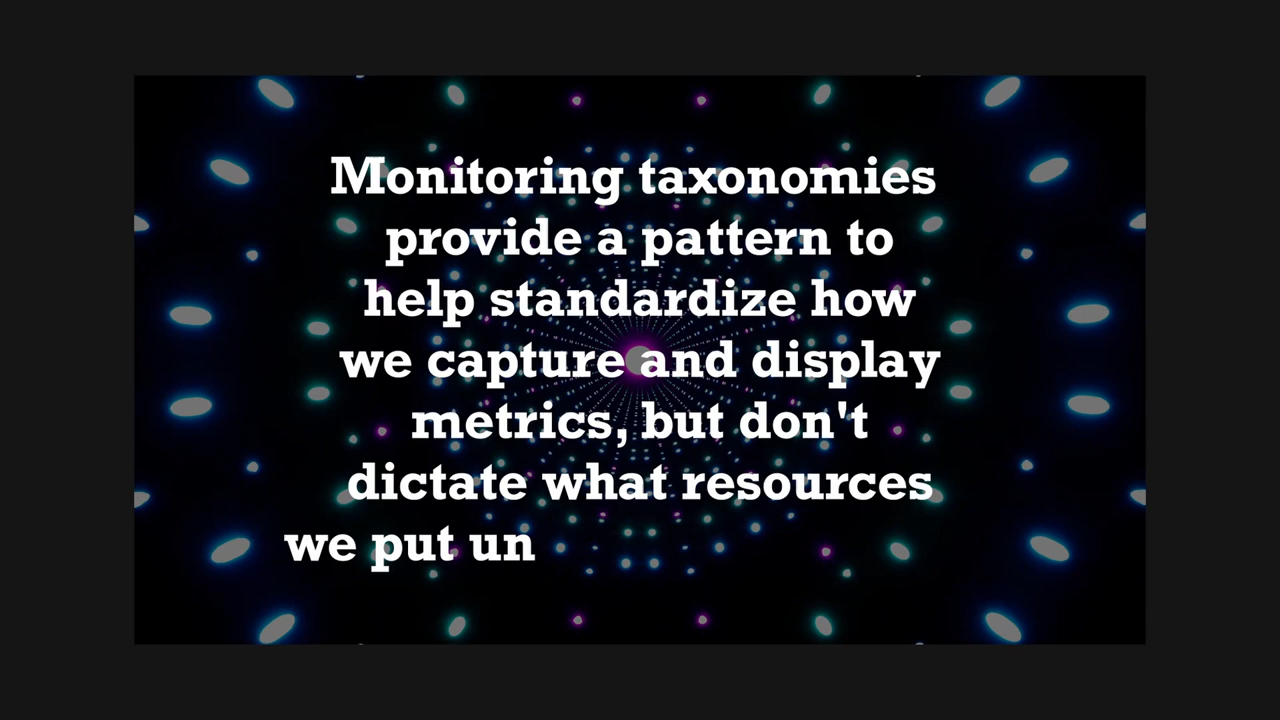 Monitoring taxonomies
provide a pattern to
help standardize how
we capture and display
metrics, but don't
dictate what resources
we put un